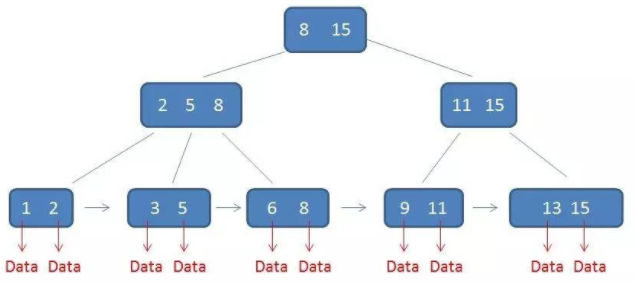 8 15
2 5 8
11 15
1 2
3 5
6 8
9 11
13 15
Data Data
Data Data
Data Data
Data Data
Data Data